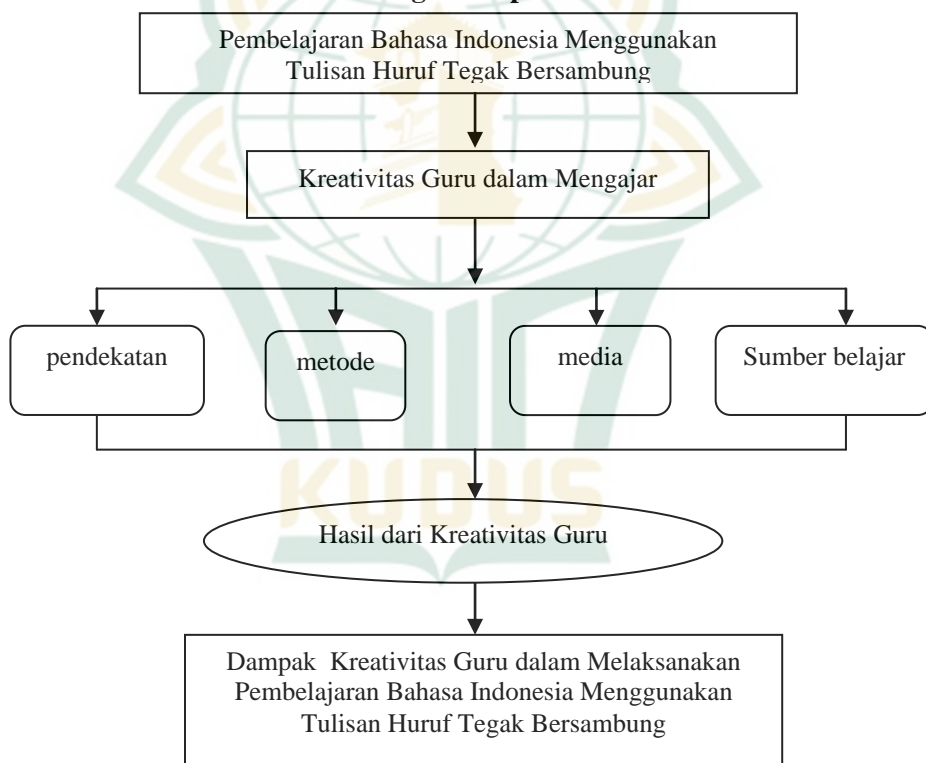 Pembelajaran Bahasa Indonesia Menggunakan
Tulisan Huruf Tegak Bersambung
Kreativitas Guru dalam Mengajar
pendekatan
metode
media
Sumber belajar
KUDUS
Hasil dari Kreativitas Guru
Dampak Kreativitas Guru dalam Melaksanakan
Pembelajaran Bahasa Indonesia Menggunakan
Tulisan Huruf Tegak Bersambung